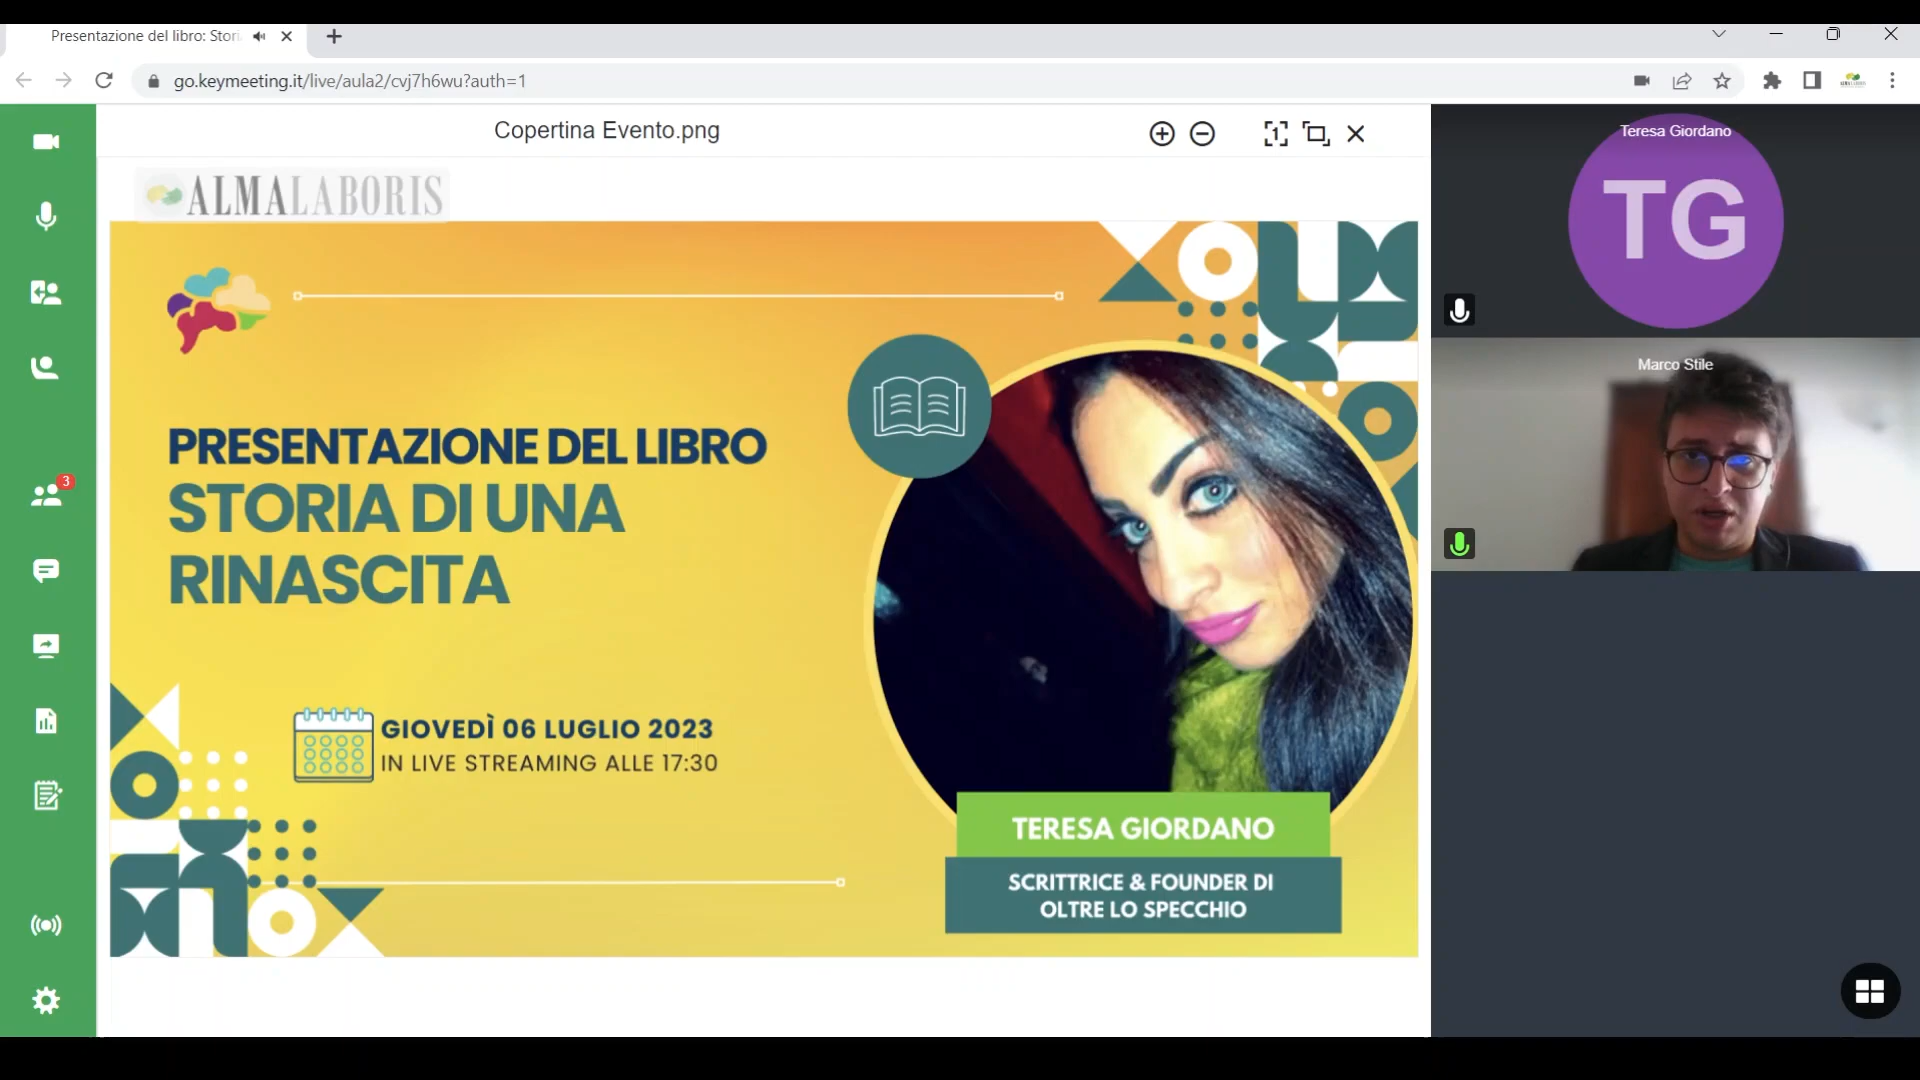 Presentazione del libro: Stori
go.keymeeting.it/live/aula2/cvj7h6wu?auth=1
Copertina Evento.png
ALMALABORIS
PRESENTAZIONE DEL LIBRO
STORIA DI UNA
RINASCITA
GIOVEDÌ 06 LUGLIO 2023
IN LIVE STREAMING ALLE 17:30
TERESA GIORDANO
SCRITTRICE & FOUNDER DI
OLTRE LO SPECCHIO
Teresa Giordano
TG
Marco Stile
3
1